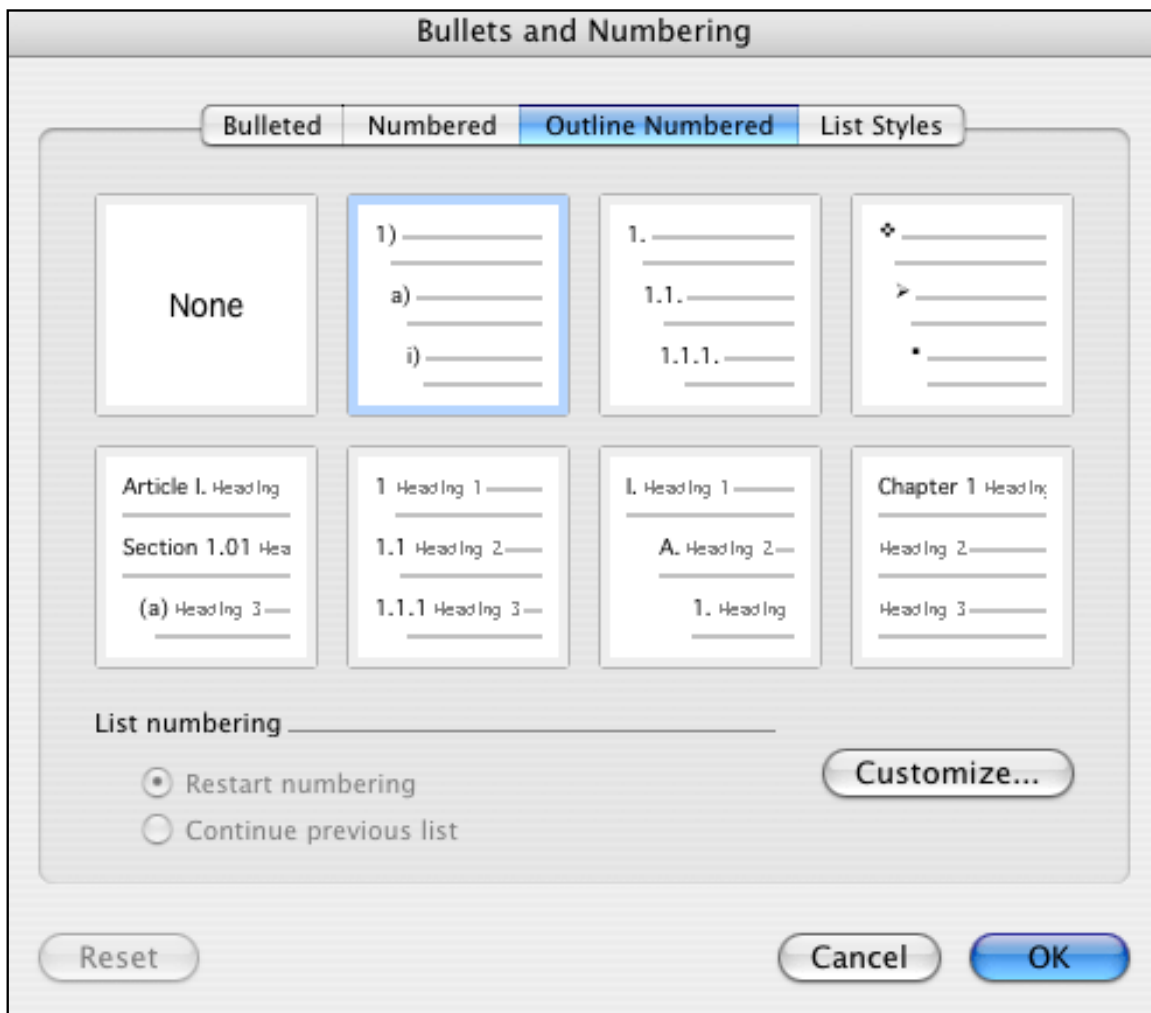 Bullets and Numbering
Bulleted Numbered Outline Numbered List Styles
None
1)
a)
i)
1.
1.1.
1.1.1.
Article I. Heading
Section 1.01 Hea
(a) Heading 3
1 Heading 1
1.1 Heading 2
1.1.1 Heading 3
I. Heading 1
A. Heading 2
1. Heading
Chapter 1 Heading
Heading 2
Heading 3
List numbering
Restart numbering
Continue previous list
Customize...
Reset
Cancel
OK